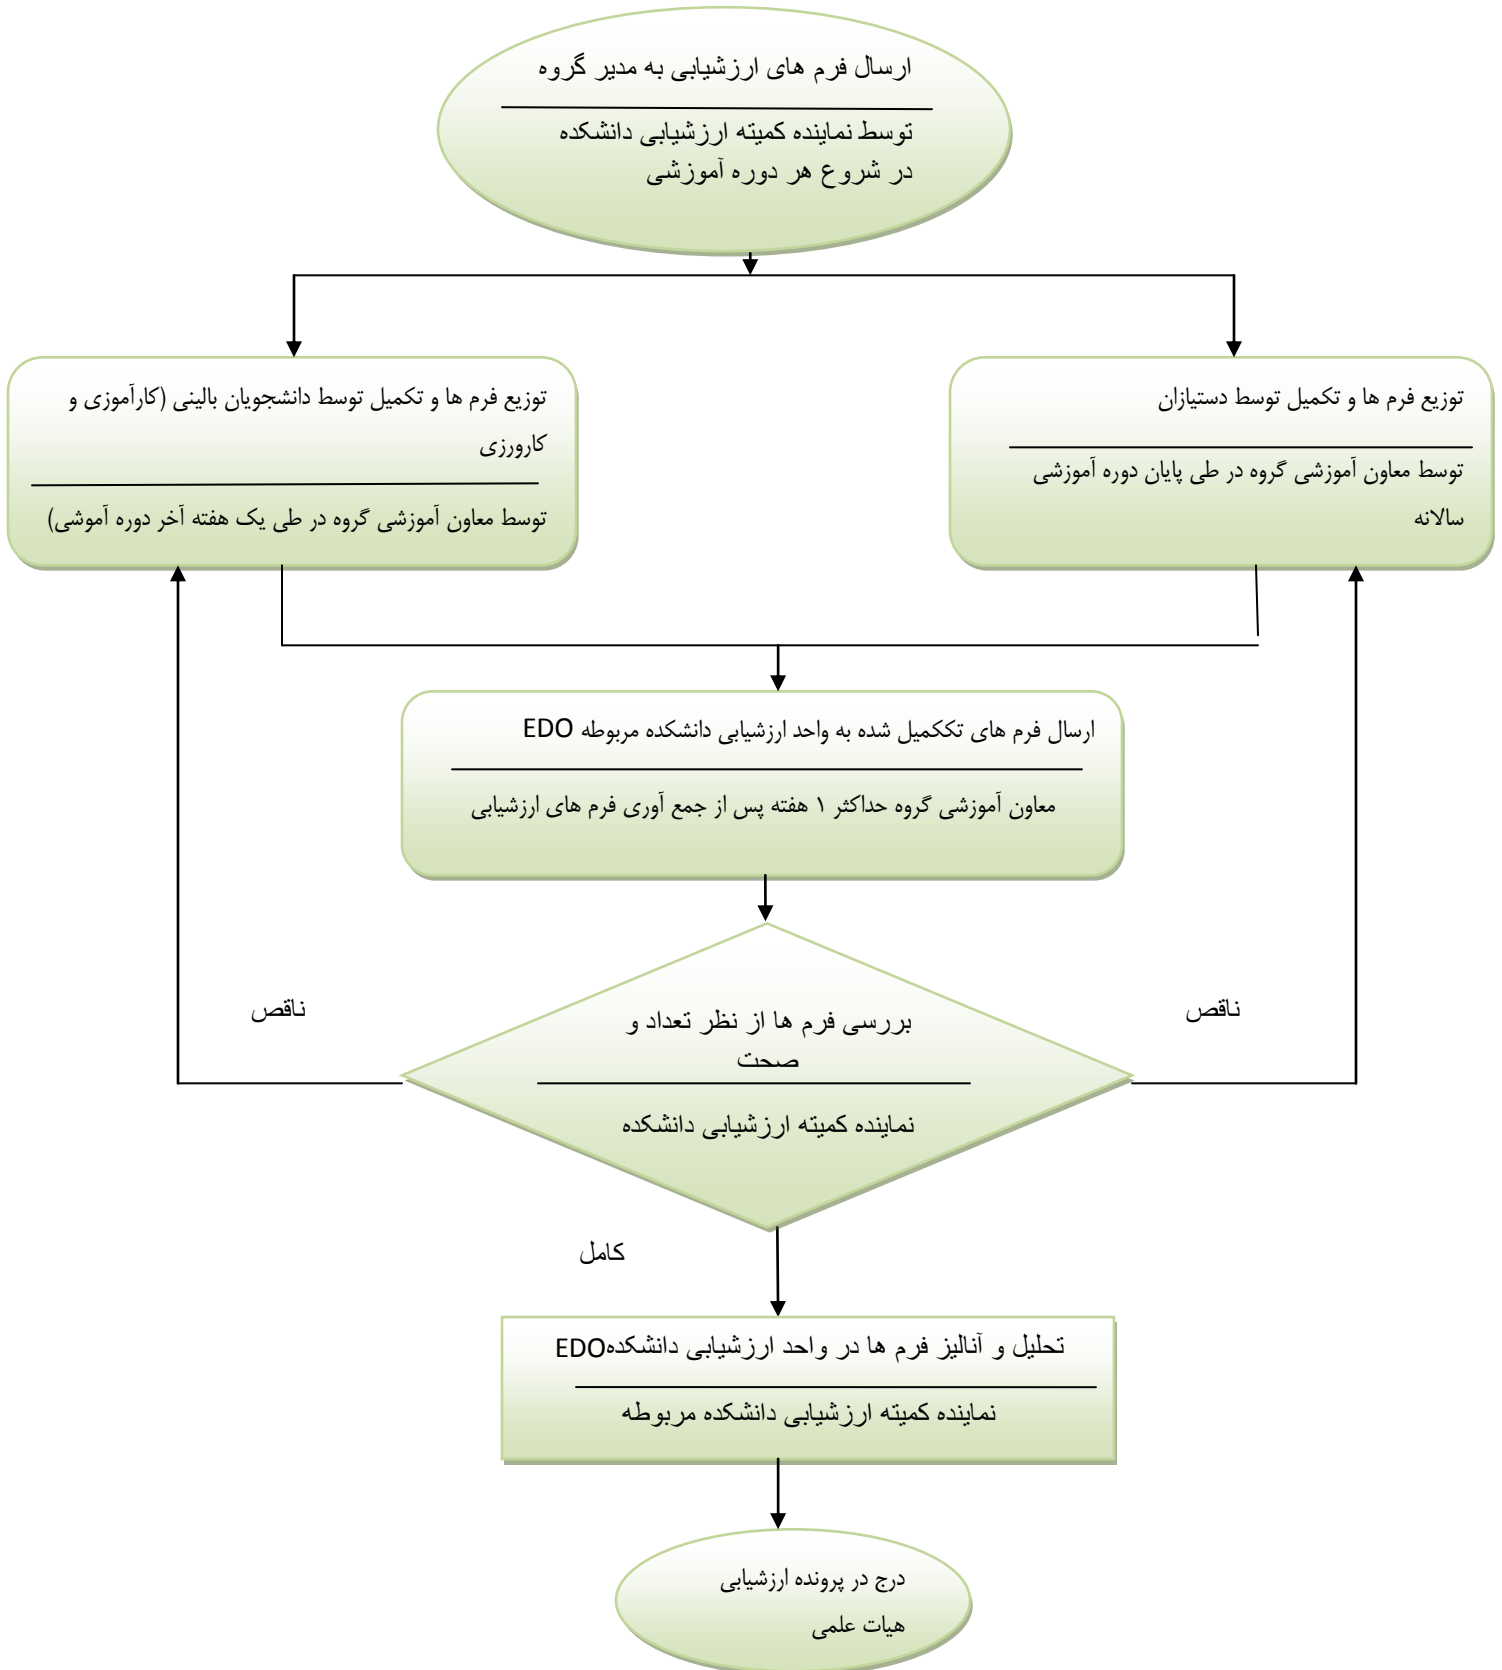 ارسال فرم های ارزشیابی به مدیر گروه
توسط نماینده کمیته ارزشیابی دانشکده
در شروع هر دوره آموزشی
توزیع فرم ها و تکمیل توسط دستیازان
توسط معاون آموزشی گروه در طی پایان دوره آموزشی
سالانه
توزیع فرم ها و تکمیل توسط دانشجویان بالینی (کارآموزی و
کارورزی
توسط معاون آموزشی گروه در طی یک هفته آخر دوره آموشی)
ارسال فرم های تککمیل شده به واحد ارزشیابی دانشکده مربوطه EDO
معاون آموزشی گروه حداکثر ۱ هفته پس از جمع آوری فرم های ارزشیابی
ناقص
ناقص
بررسی فرم ها از نظر تعداد و
صحت
نماینده کمیته ارزشیابی دانشکده
کامل
تحلیل و آنالیز فرم ها در واحد ارزشیابی دانشکدهEDO
نماینده کمیته ارزشیابی دانشکده مربوطه
درج در پرونده ارزشیابی
هیات علمی